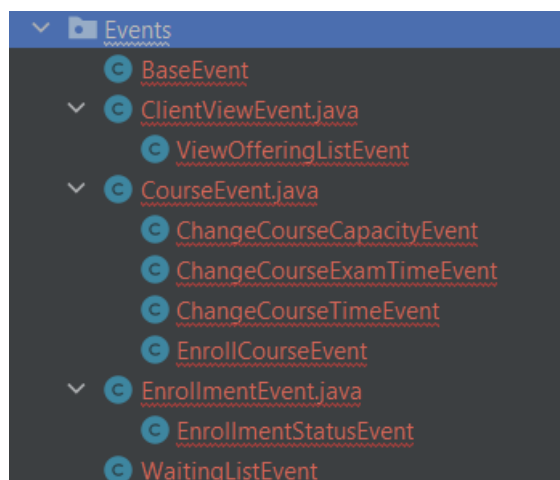 Events
BaseEvent
ClientViewEvent.java
ViewOfferingListEvent
CourseEvent.java
ChangeCourseCapacityEvent
ChangeCourseExamTimeEvent
ChangeCourseTimeEvent
EnrollCourseEvent
EnrollmentEvent.java
EnrollmentStatusEvent
WaitingListEvent